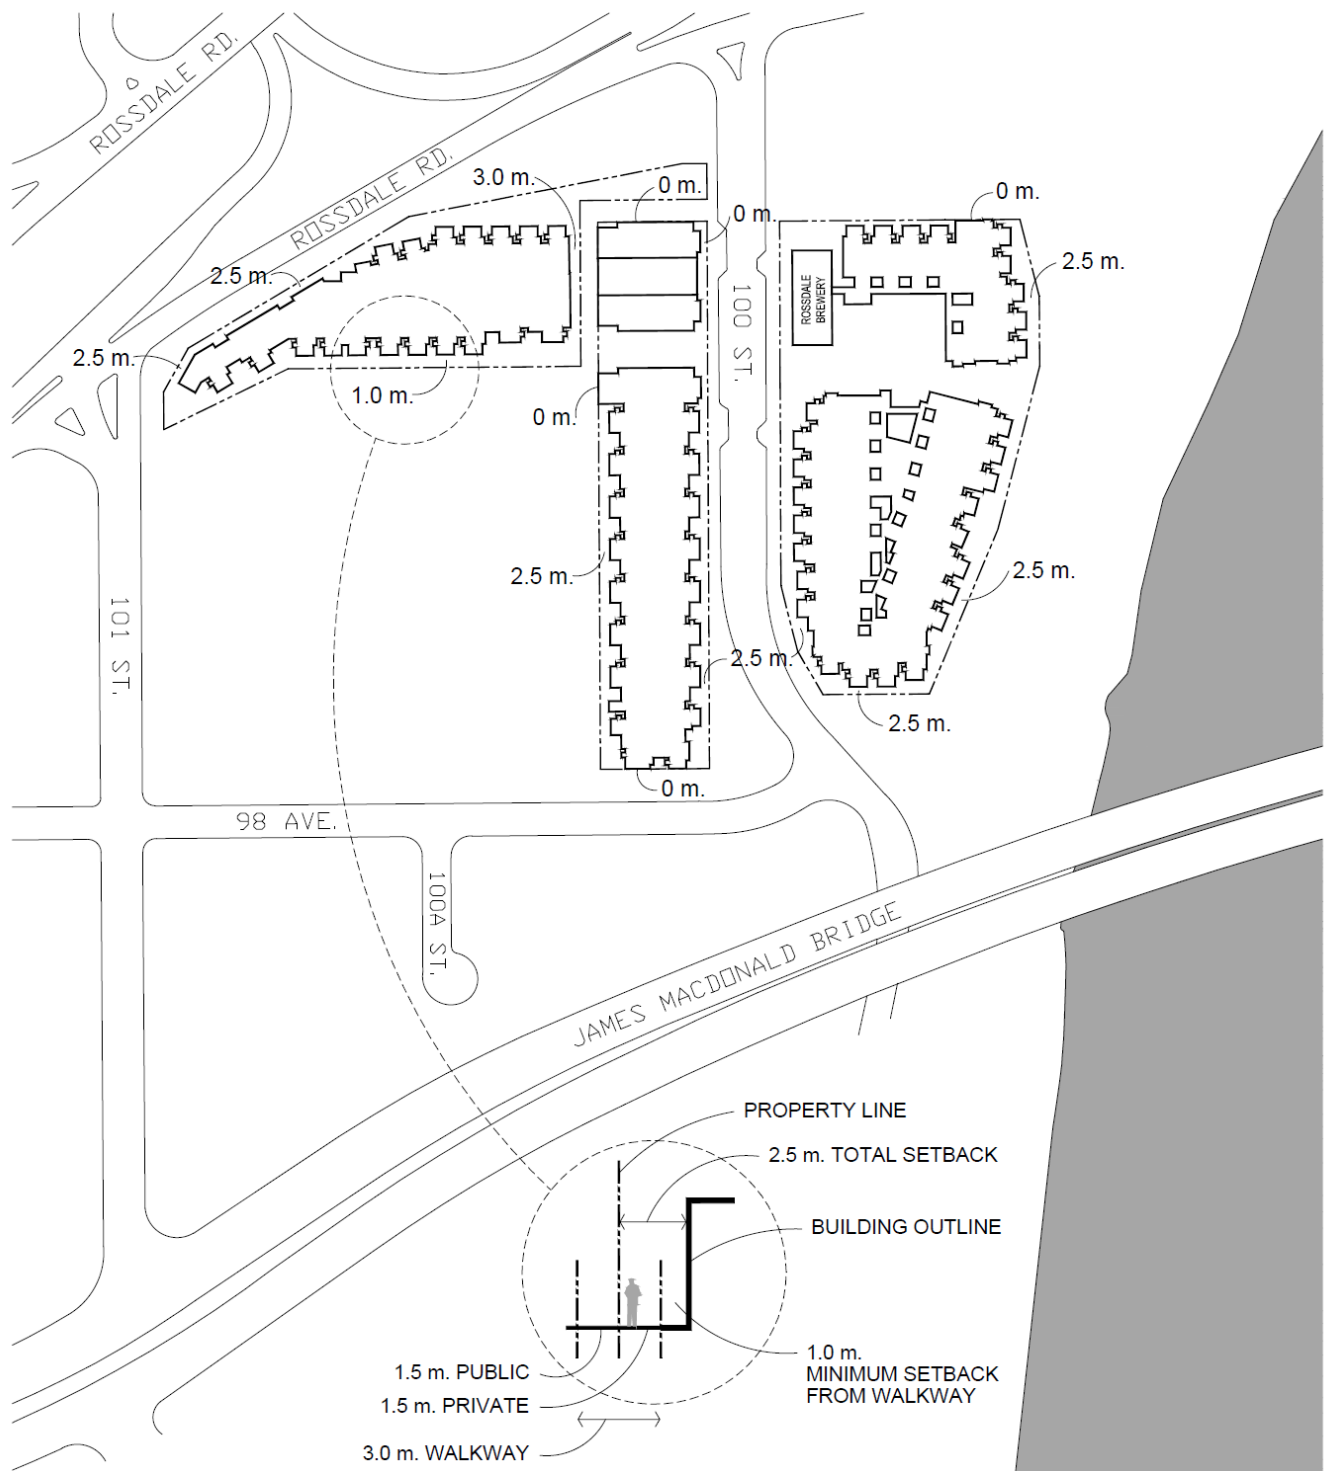 ROSSDALE RD.
ROSSDALE RD.
3.0 m.
0 m.
0 m.
0 m.
2.5 m.
2.5 m.
ROSSDALE
BREWERY
100 ST.
2.5 m.
1.0 m.
0 m.
2.5 m.
2.5 m.
101 ST.
2.5 m.
2.5 m.
0 m.
98 AVE.
100A ST.
JAMES MACDONALD BRIDGE
PROPERTY LINE
2.5 m. TOTAL SETBACK
BUILDING OUTLINE
1.0 m.
MINIMUM SETBACK
FROM WALKWAY
1.5 m. PUBLIC
1.5 m. PRIVATE
3.0 m. WALKWAY